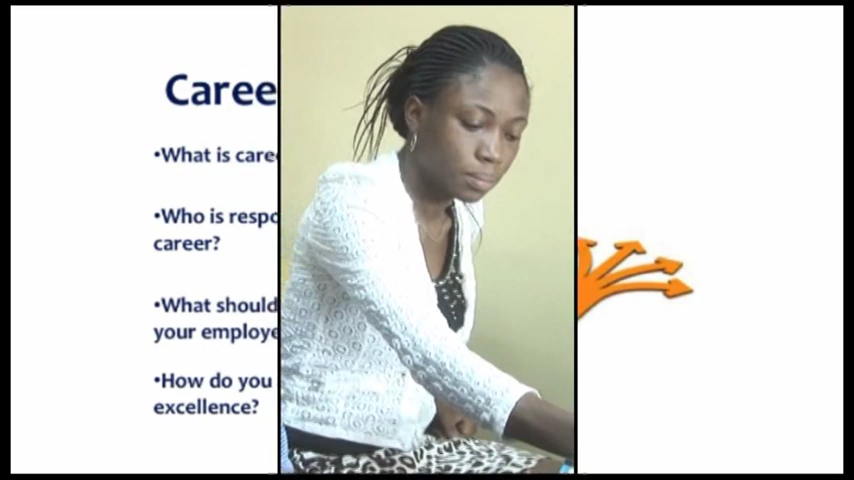 Caree
•What is care
•Who is respo
career?
•What should
your employe
•How do you
excellence?